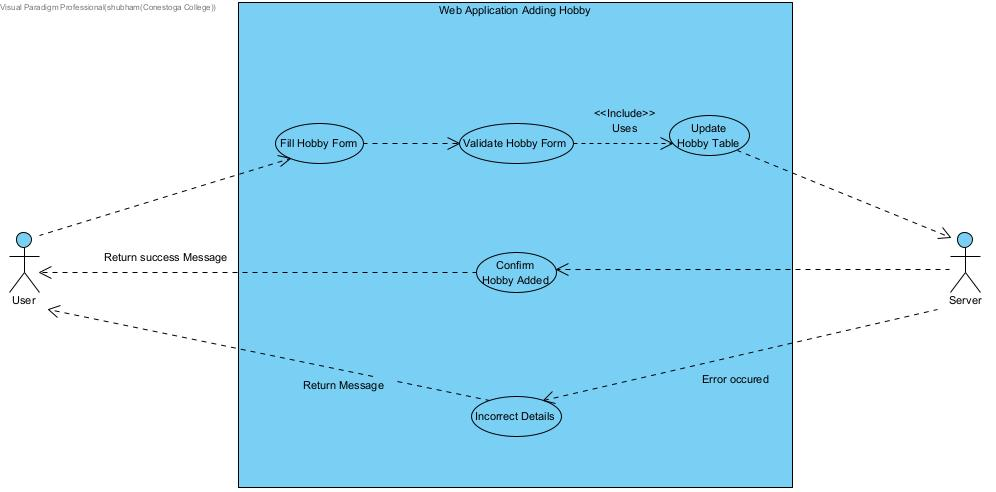 Visual Paradigm Professional(shubham(Conestoga College))
Web Application Adding Hobby
<<Include>>
Uses
Fill Hobby Form
Validate Hobby Form
Update
Hobby Table
Return success Message
Confirm
Hobby Added
User
Server
Return Message
Error occured
Incorrect Details